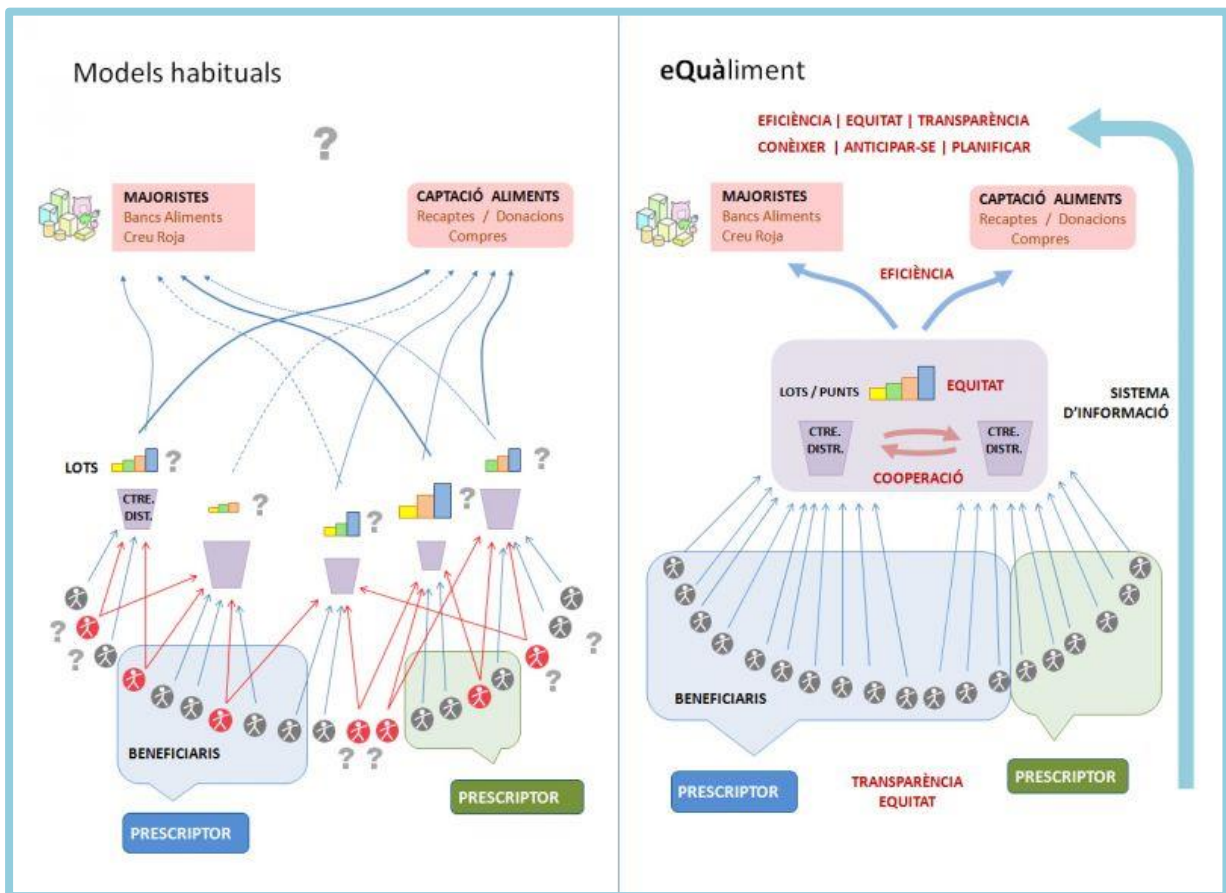 Models habituals
?
MAJORISTES
Bancs Aliments
Creu Roja
CAPTACIÓ ALIMENTS
Recaptes / Donacions
Compres
LOTS
?
?
?
?
?
CTRE.
DIST.
?
?
?
?
?
?
BENEFICIARIS
PRESCRIPTOR
PRESCRIPTOR
eQuàliment
EFICIÈNCIA | EQUITAT | TRANSPARÈNCIA
CONÈIXER | ANTICIPAR-SE | PLANIFICAR
MAJORISTES
Bancs Aliments
Creu Roja
CAPTACIÓ ALIMENTS
Recaptes / Donacions
Compres
EFICIÈNCIA
LOTS / PUNTS
EQUITAT
CTRE.
DISTR.
CTRE.
DISTR.
COOPERACIÓ
SISTEMA
D'INFORMACIÓ
BENEFICIARIS
PRESCRIPTOR
TRANSPARÈNCIA
EQUITAT
PRESCRIPTOR